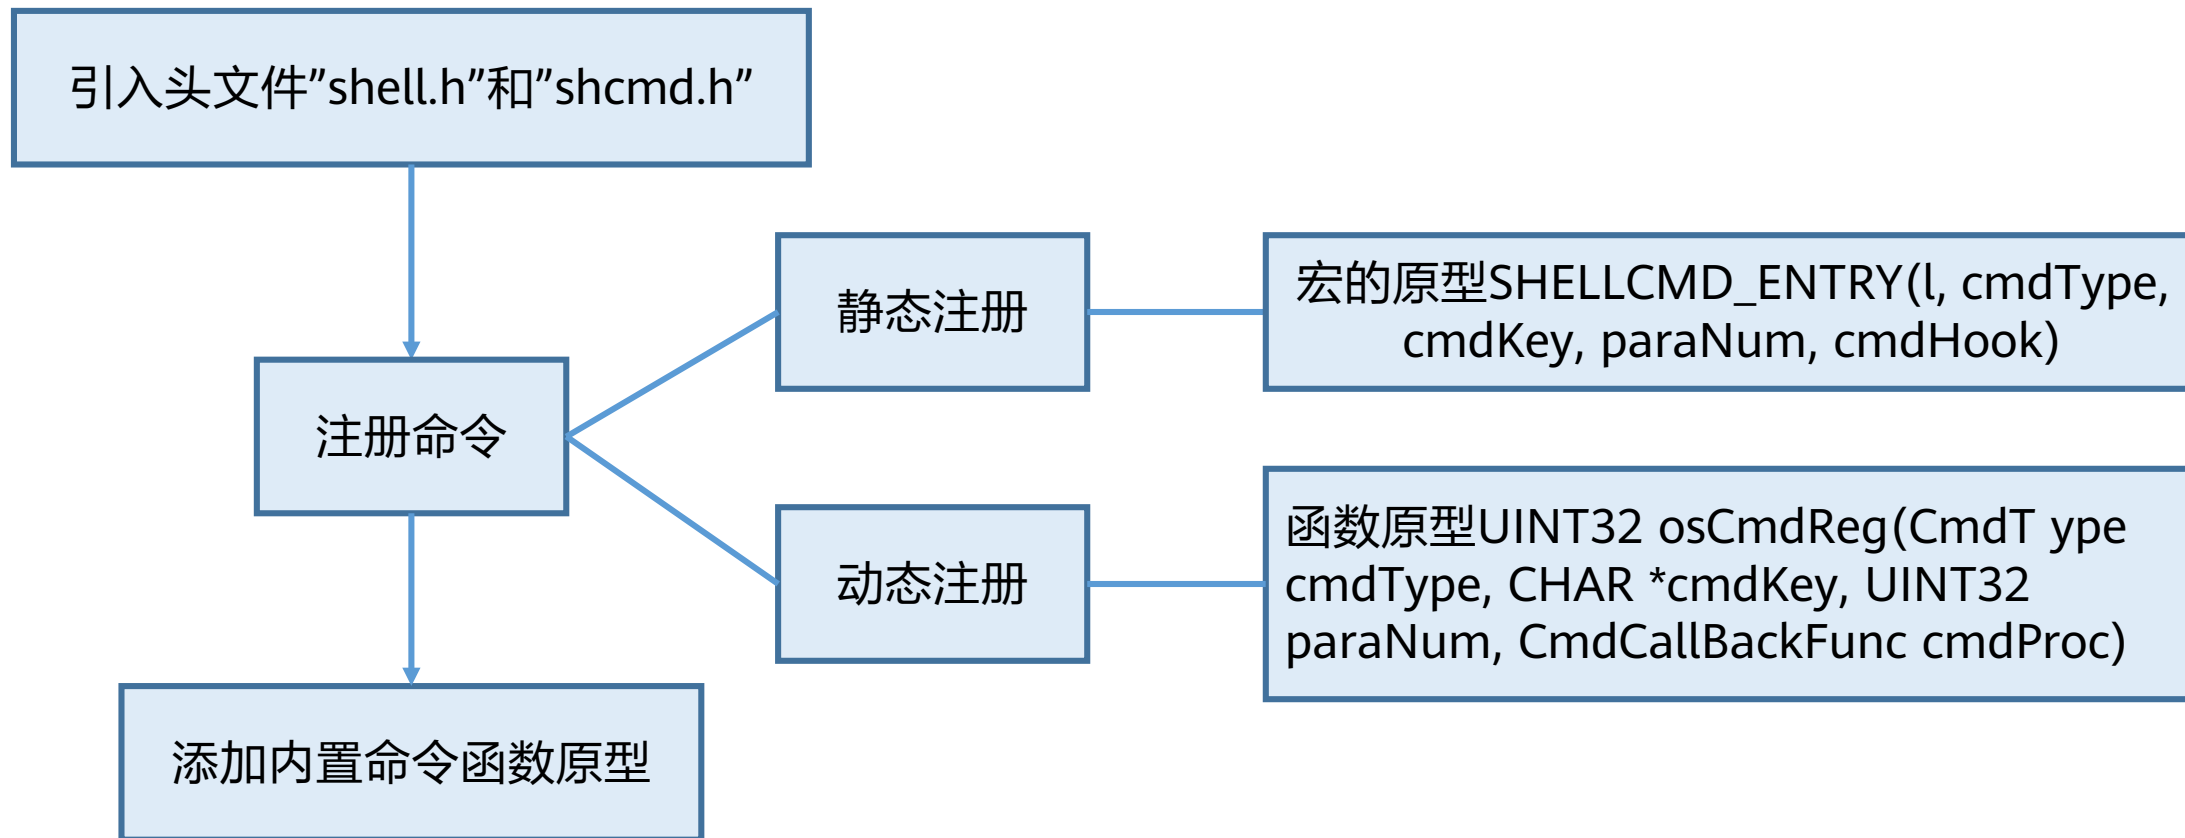 引入头文件”shell.h”和”shcmd.h”
静态注册
宏的原型SHELLCMD_ENTRY(l, cmdType,
cmdKey, paraNum, cmdHook)
注册命令
函数原型UINT32 osCmdReg(CmdT ype
cmdType, CHAR *cmdKey, UINT32
paraNum, CmdCallBackFunc cmdProc)
动态注册
添加内置命令函数原型